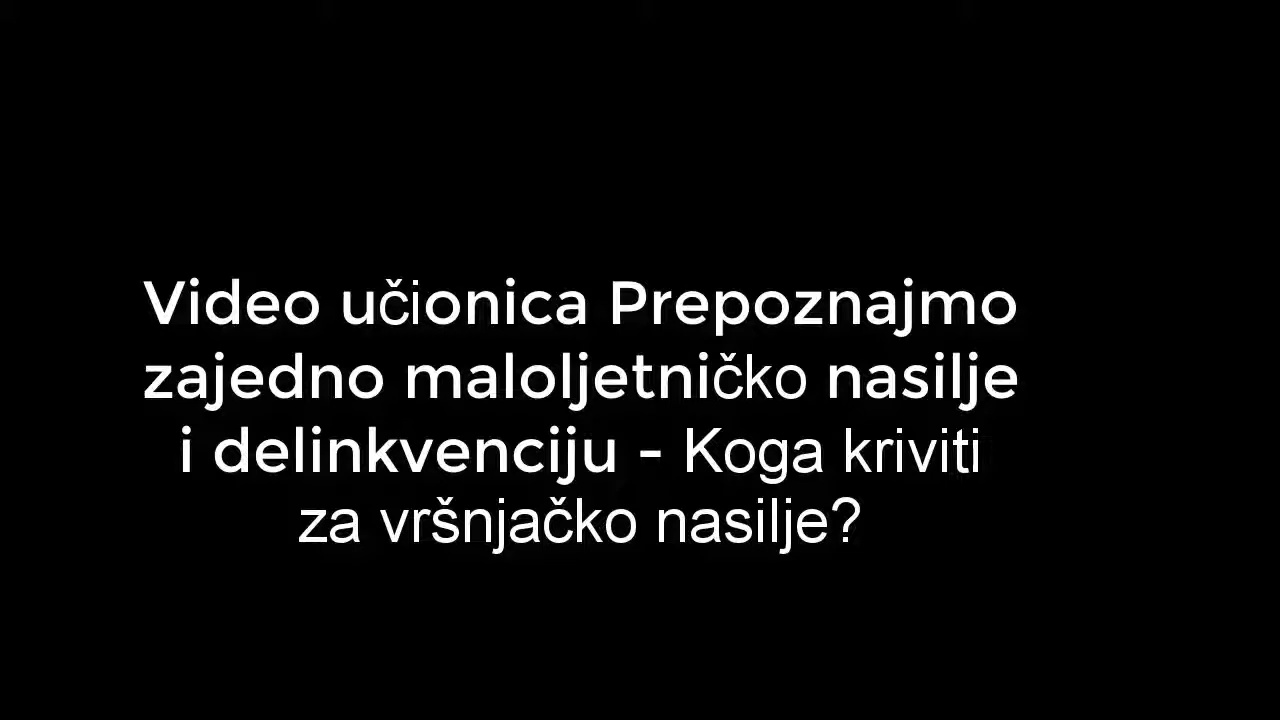 Video učionica Prepoznajmo
zajedno maloljetničko nasilje
i delinkvenciju - Koga kriviti
za vršnjačko nasilje?